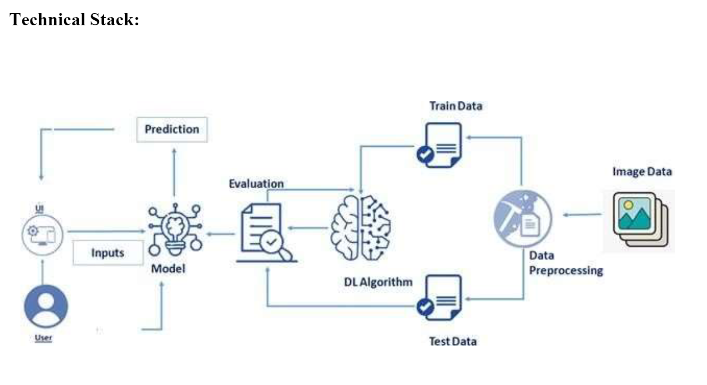 Technical Stack:
Train Data
Prediction
Image Data
Evaluation
UI
Inputs
Model
Data
Preprocessing
DL Algorithm
User
Test Data